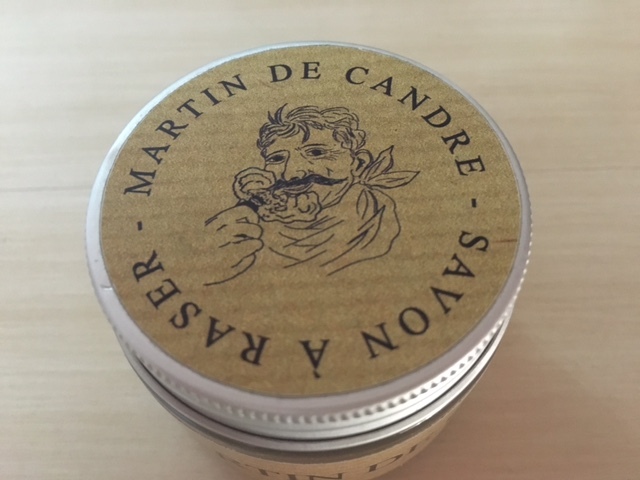 MARTIN DE CANDRE - SAVON À RASER -